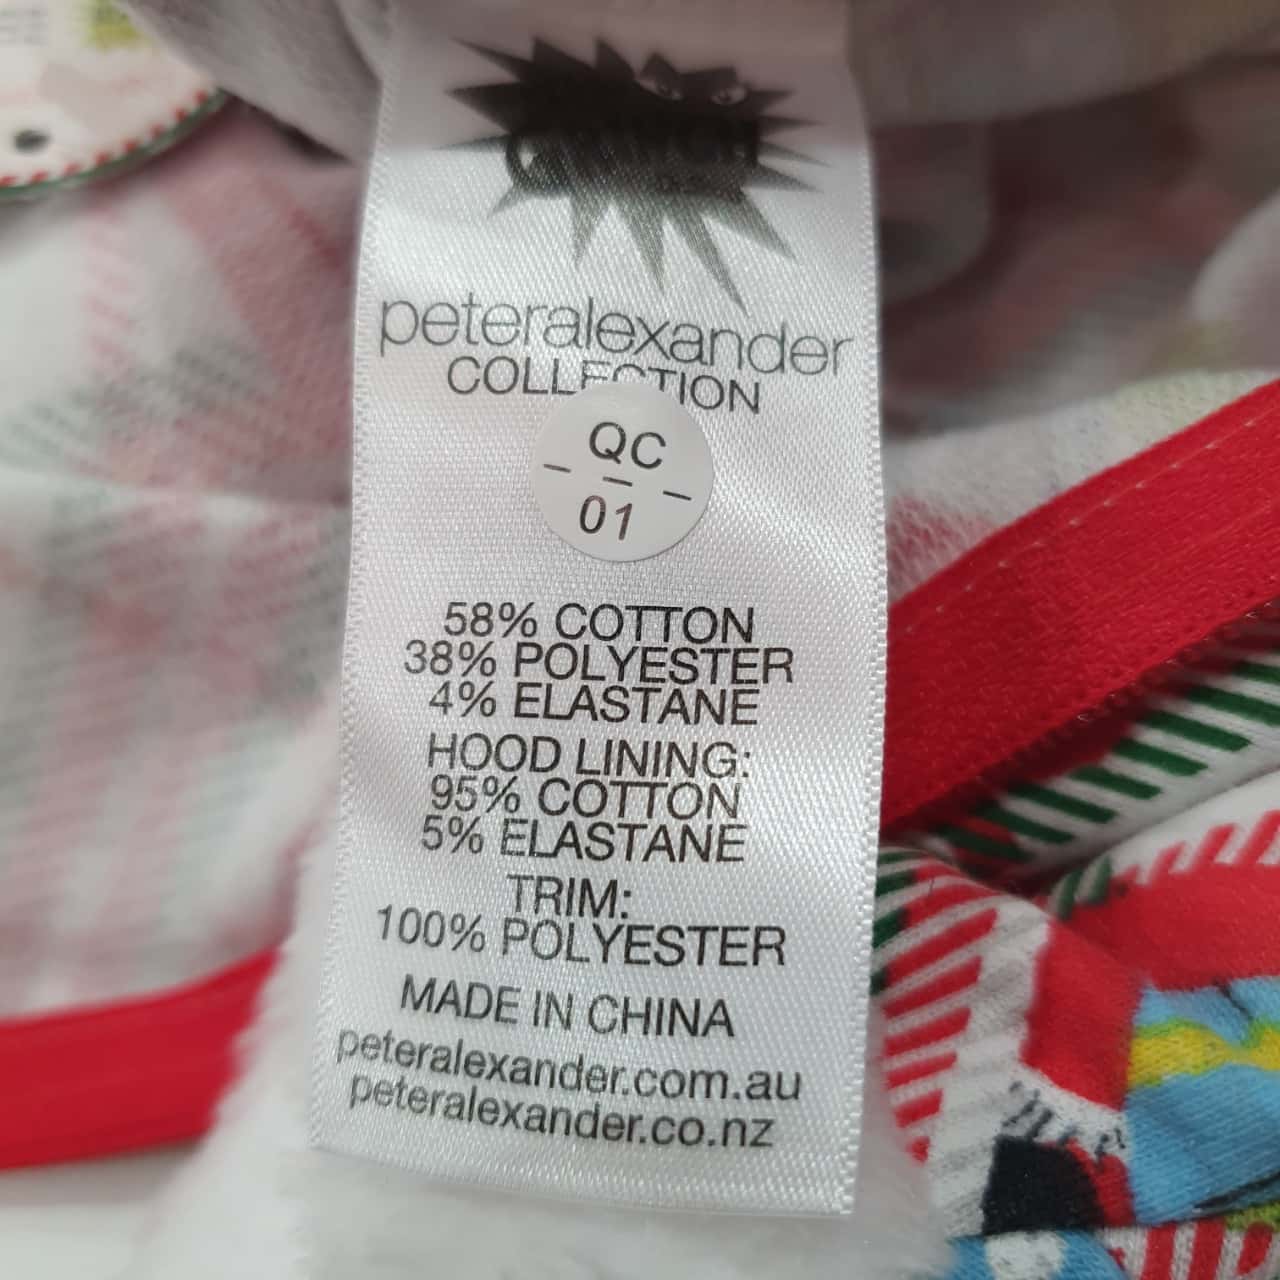 peteralexander
COLLECTION
QC
01
58% COTTON
38% POLYESTER
4% ELASTANE
HOOD LINING:
95% COTTON
5% ELASTANE
TRIM:
100% POLYESTER
MADE IN CHINA
peteralexander.com.au
peteralexander.co.nz